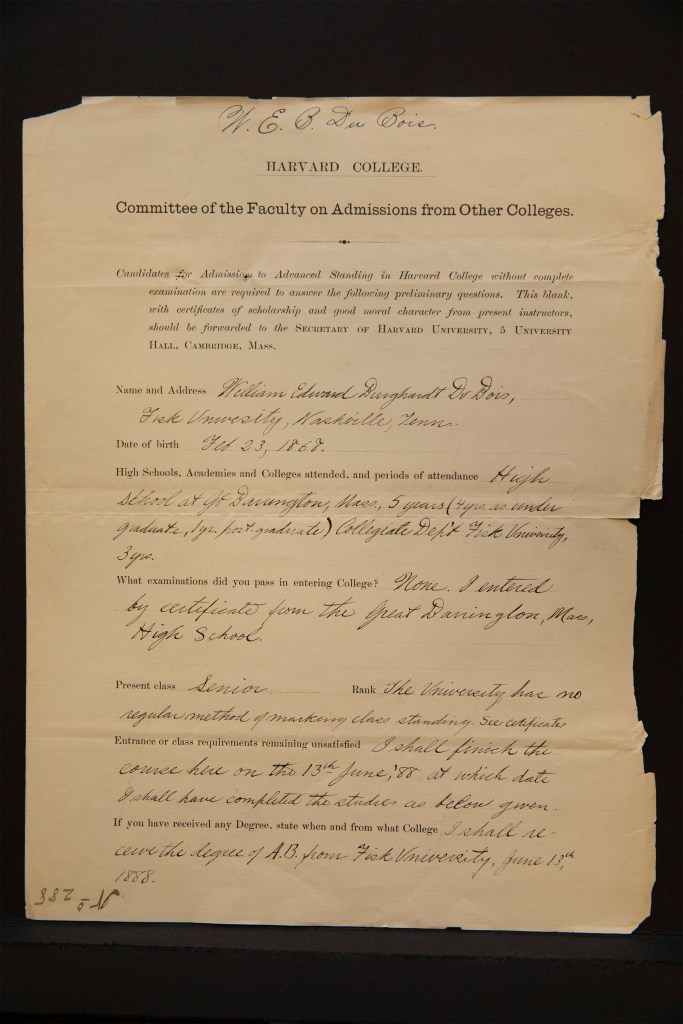 W. E. B. Du Bois.
HARVARD COLLEGE.
Committee of the Faculty on Admissions from Other Colleges.
Candidates for Admission to Advanced Standing in Harvard College without complete
examination are required to answer the following preliminary questions. This blank,
with certificates of scholarship and good moral character from present instructors,
should be forwarded to the SECRETARY OF HARVARD UNIVERSITY, 5 UNIVERSITY
HALL, CAMBRIDGE, MASS.
Name and Address William Edward Burghardt Du Bois,
Fisk University, Nashville, Tenn.
Date of birth Feb. 23, 1868.
High Schools, Academies and Colleges attended, and periods of attendance High
School at Gt Barrington, Mass, 5 years (4 yrs. as under
graduate, 1 yr. post-graduate) Collegiate Dep't Fisk University,
3 yrs.
What examinations did you pass in entering College? None. I entered
by certificate from the Great Barrington, Mass,
High School.
Present class Senior Rank The University has no
regular method of marking class standing. See certificates
Entrance or class requirements remaining unsatisfied I shall finish the
course here on the 13th June, '88 at which date
I shall have completed the studies as below given.
If you have received any Degree, state when and from what College I shall re-
ceive the degree of A.B. from Fisk University, June 13th,
1888.
No 288